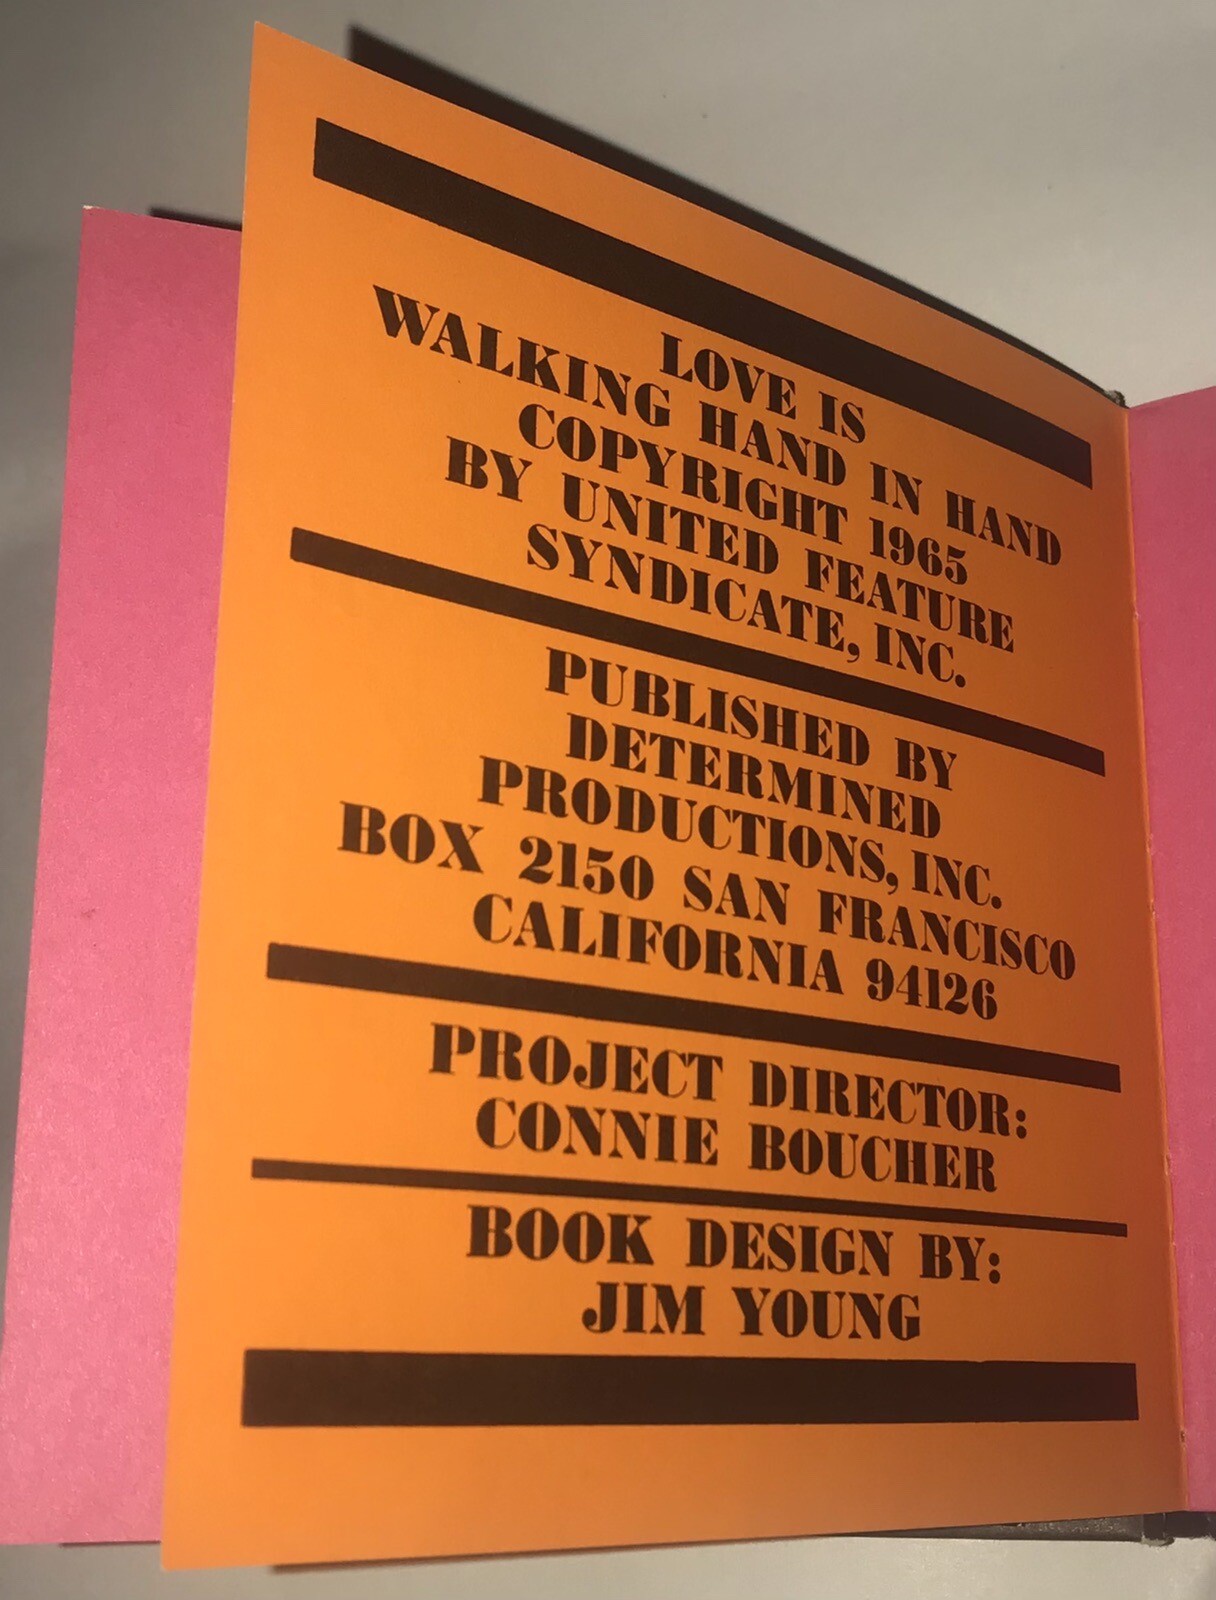 LOVE IS
WALKING HAND IN HAND
COPYRIGHT 1965
BY UNITED FEATURE
SYNDICATE, INC.
PUBLISHED BY
DETERMINED
PRODUCTIONS, INC.
BOX 2150 SAN FRANCISCO
CALIFORNIA 94126
PROJECT DIRECTOR:
CONNIE BOUCHER
BOOK DESIGN BY:
JIM YOUNG